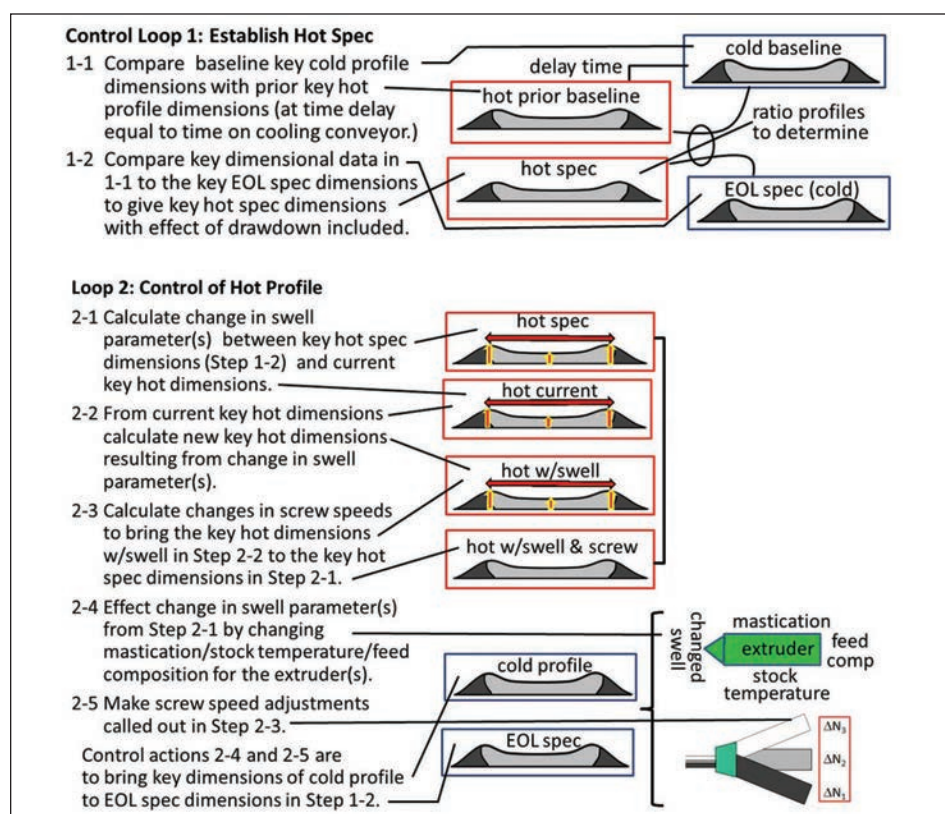 Control Loop 1: Establish Hot Spec
1-1 Compare baseline key cold profile
dimensions with prior key hot
profile dimensions (at time delay
equal to time on cooling conveyor.)
1-2 Compare key dimensional data in
1-1 to the key EOL spec dimensions
to give key hot spec dimensions
with effect of drawdown included.
cold baseline
delay time
hot prior baseline
ratio profiles
to determine
hot spec
EOL spec (cold)
Loop 2: Control of Hot Profile
2-1 Calculate change in swell
parameter(s) between key hot spec
dimensions (Step 1-2) and current
key hot dimensions.
2-2 From current key hot dimensions
calculate new key hot dimensions
resulting from change in swell
parameter(s).
2-3 Calculate changes in screw speeds
to bring the key hot dimensions
w/swell in Step 2-2 to the key hot
spec dimensions in Step 2-1.
2-4 Effect change in swell parameter(s)
from Step 2-1 by changing
mastication/stock temperature/feed
composition for the extruder(s).
2-5 Make screw speed adjustments
called out in Step 2-3.
Control actions 2-4 and 2-5 are
to bring key dimensions of cold profile
to EOL spec dimensions in Step 1-2.
hot spec
hot current
hot w/swell
hot w/swell & screw
cold profile
EOL spec
changed
swell
mastication
extruder
feed
comp
stock
temperature
ΔN₃
ΔN₂
ΔN₁